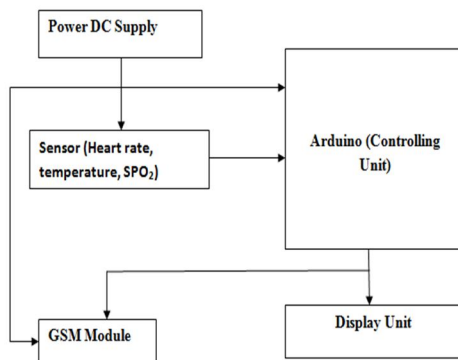 Power DC Supply
Sensor (Heart rate,
temperature, SPO₂)
Arduino (Controlling
Unit)
GSM Module
Display Unit